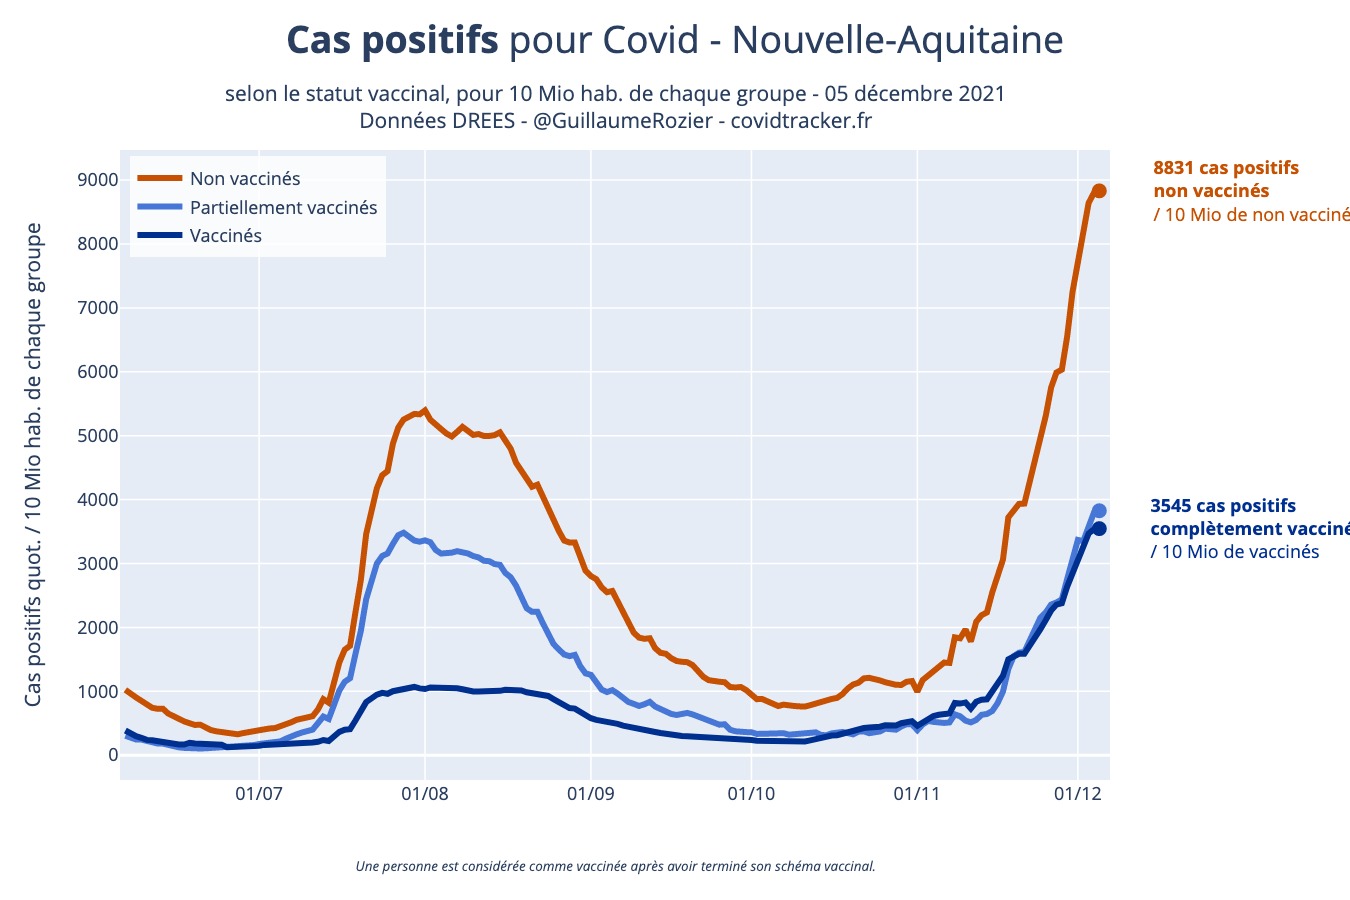 Cas positifs pour Covid - Nouvelle-Aquitaine
selon le statut vaccinal, pour 10 Mio hab. de chaque groupe - 05 décembre 2021
Données DREES - @GuillaumeRozier - covidtracker.fr
Non vaccinés
Partiellement vaccinés
Vaccinés
8831 cas positifs
non vaccinés
/ 10 Mio de non vacciné
3545 cas positifs
complètement vacciné
/ 10 Mio de vaccinés
Cas positifs quot. / 10 Mio hab. de chaque groupe
9000
8000
7000
6000
5000
4000
3000
2000
1000
0
01/07 01/08 01/09 01/10 01/11 01/12
Une personne est considérée comme vaccinée après avoir terminé son schéma vaccinal.